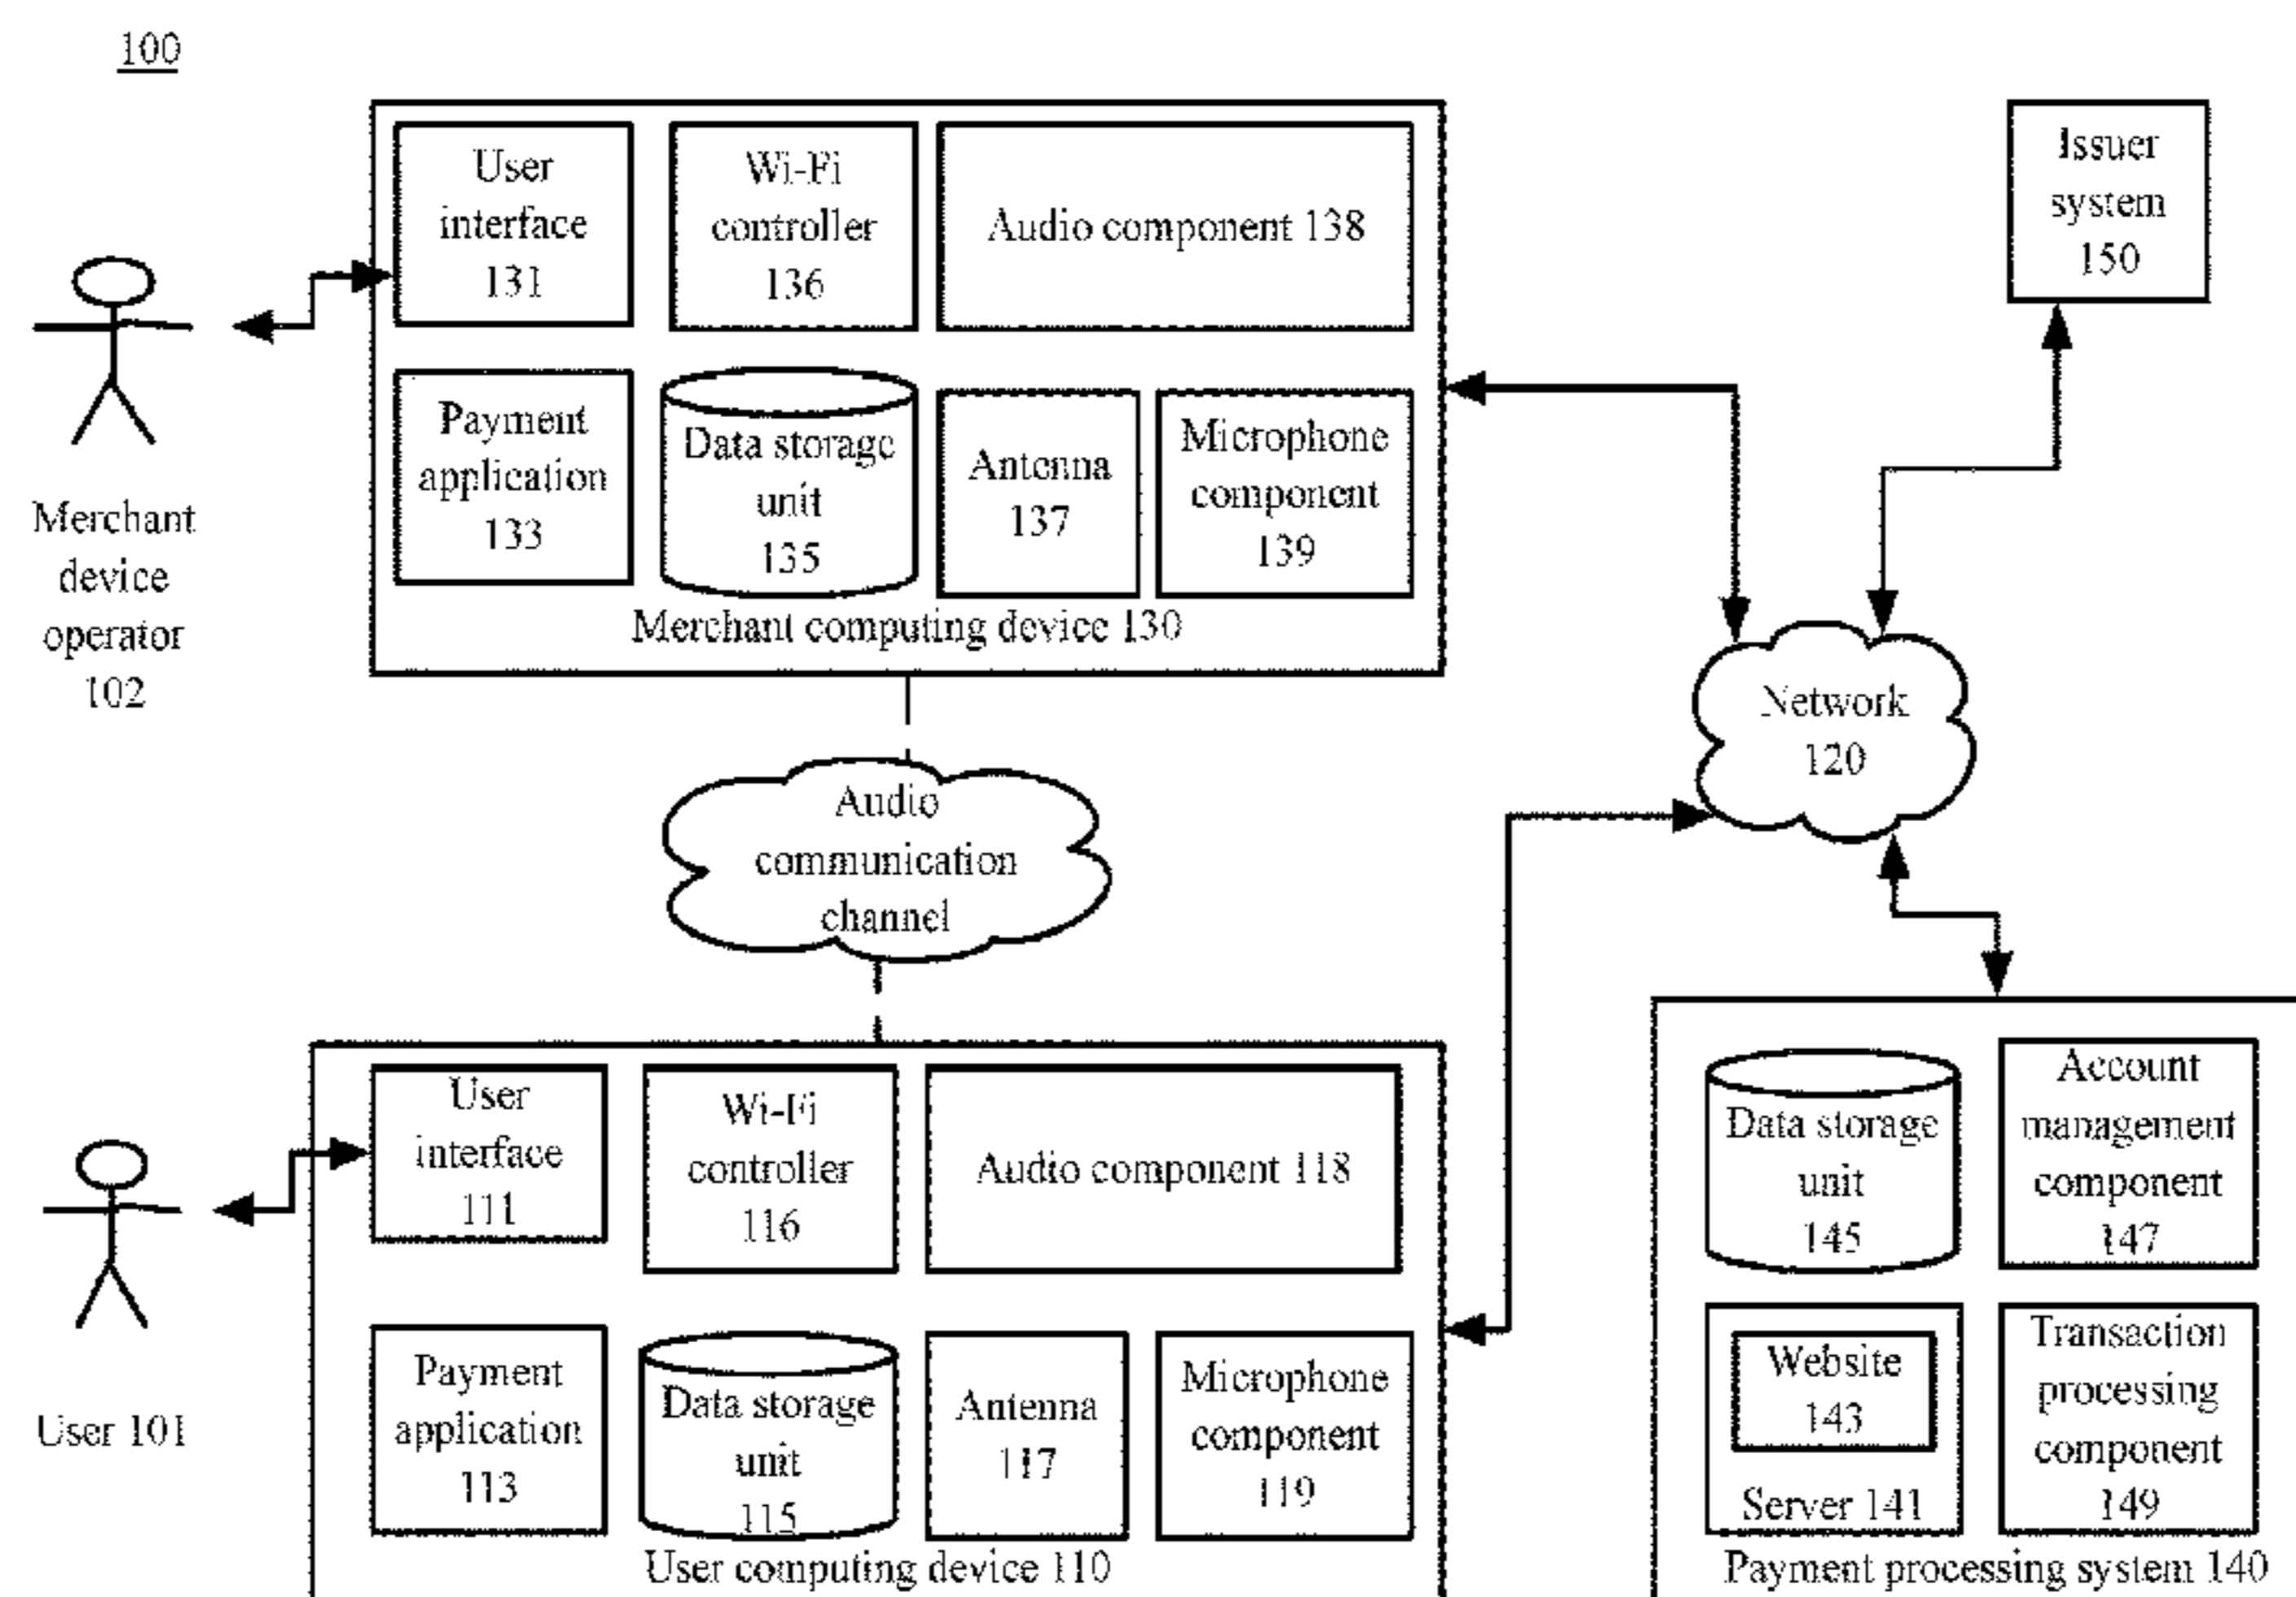 100
User
interface
131
Wi-Fi
controller
136
Audio component 138
Issuer
system
150
Payment
application
133
Data storage
unit
135
Antenna
137
Microphone
component
139
Merchant
device
operator
102
Merchant computing device 130
Network
120
Audio
communication
channel
User
interface
111
Wi-Fi
controller
116
Audio component 118
Data storage
unit
145
Account
management
component
147
User 101
Payment
application
113
Data storage
unit
115
Antenna
117
Microphone
component
119
Website
143
Server 141
Transaction
processing
component
149
User computing device 110
Payment processing system 140